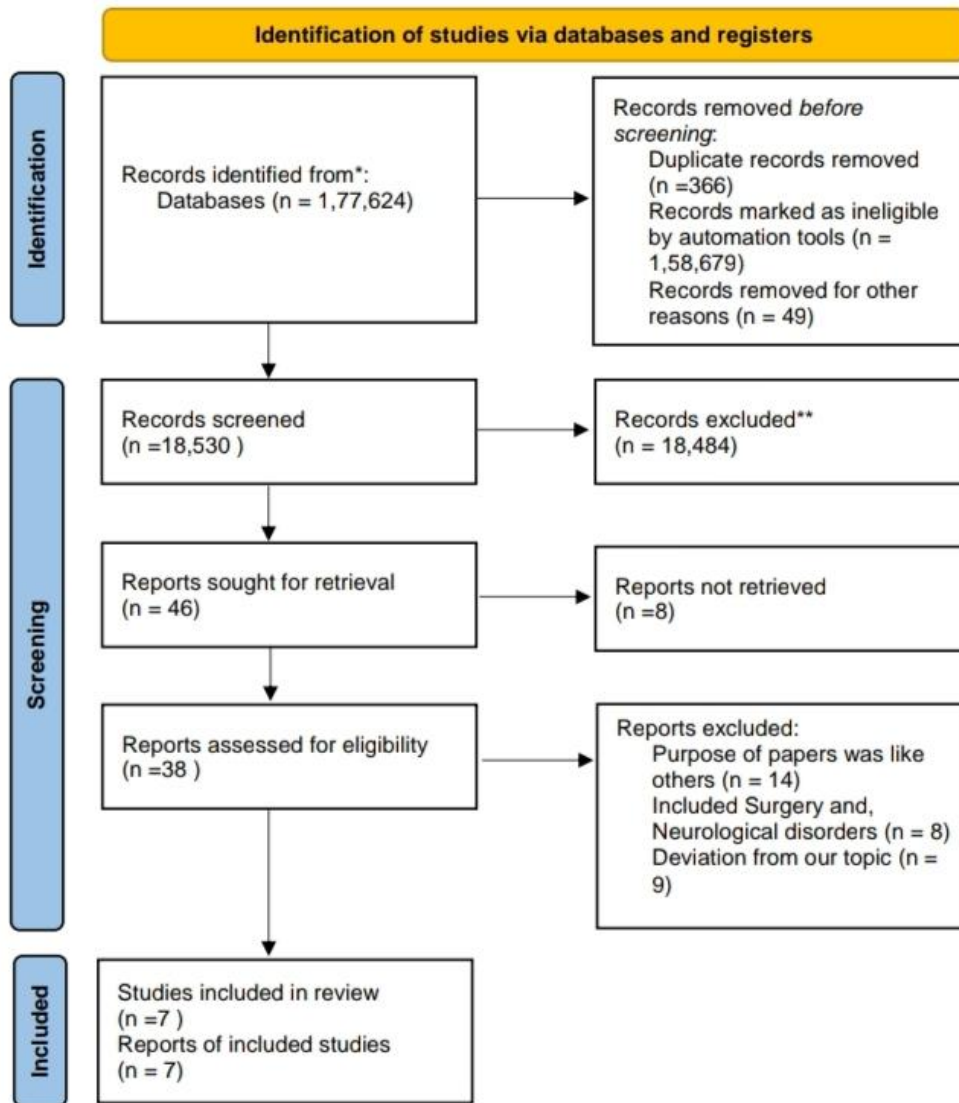 Identification of studies via databases and registers
Identification
Records identified from*:
Databases (n = 1,77,624)
Records removed before
screening:
Duplicate records removed
(n =366)
Records marked as ineligible
by automation tools (n =
1,58,679)
Records removed for other
reasons (n = 49)
Screening
Records screened
(n =18,530 )
Records excluded**
(n = 18,484)
Reports sought for retrieval
(n = 46)
Reports not retrieved
(n =8)
Reports assessed for eligibility
(n =38 )
Reports excluded:
Purpose of papers was like
others (n = 14)
Included Surgery and,
Neurological disorders (n = 8)
Deviation from our topic (n =
9)
Included
Studies included in review
(n =7 )
Reports of included studies
(n = 7)